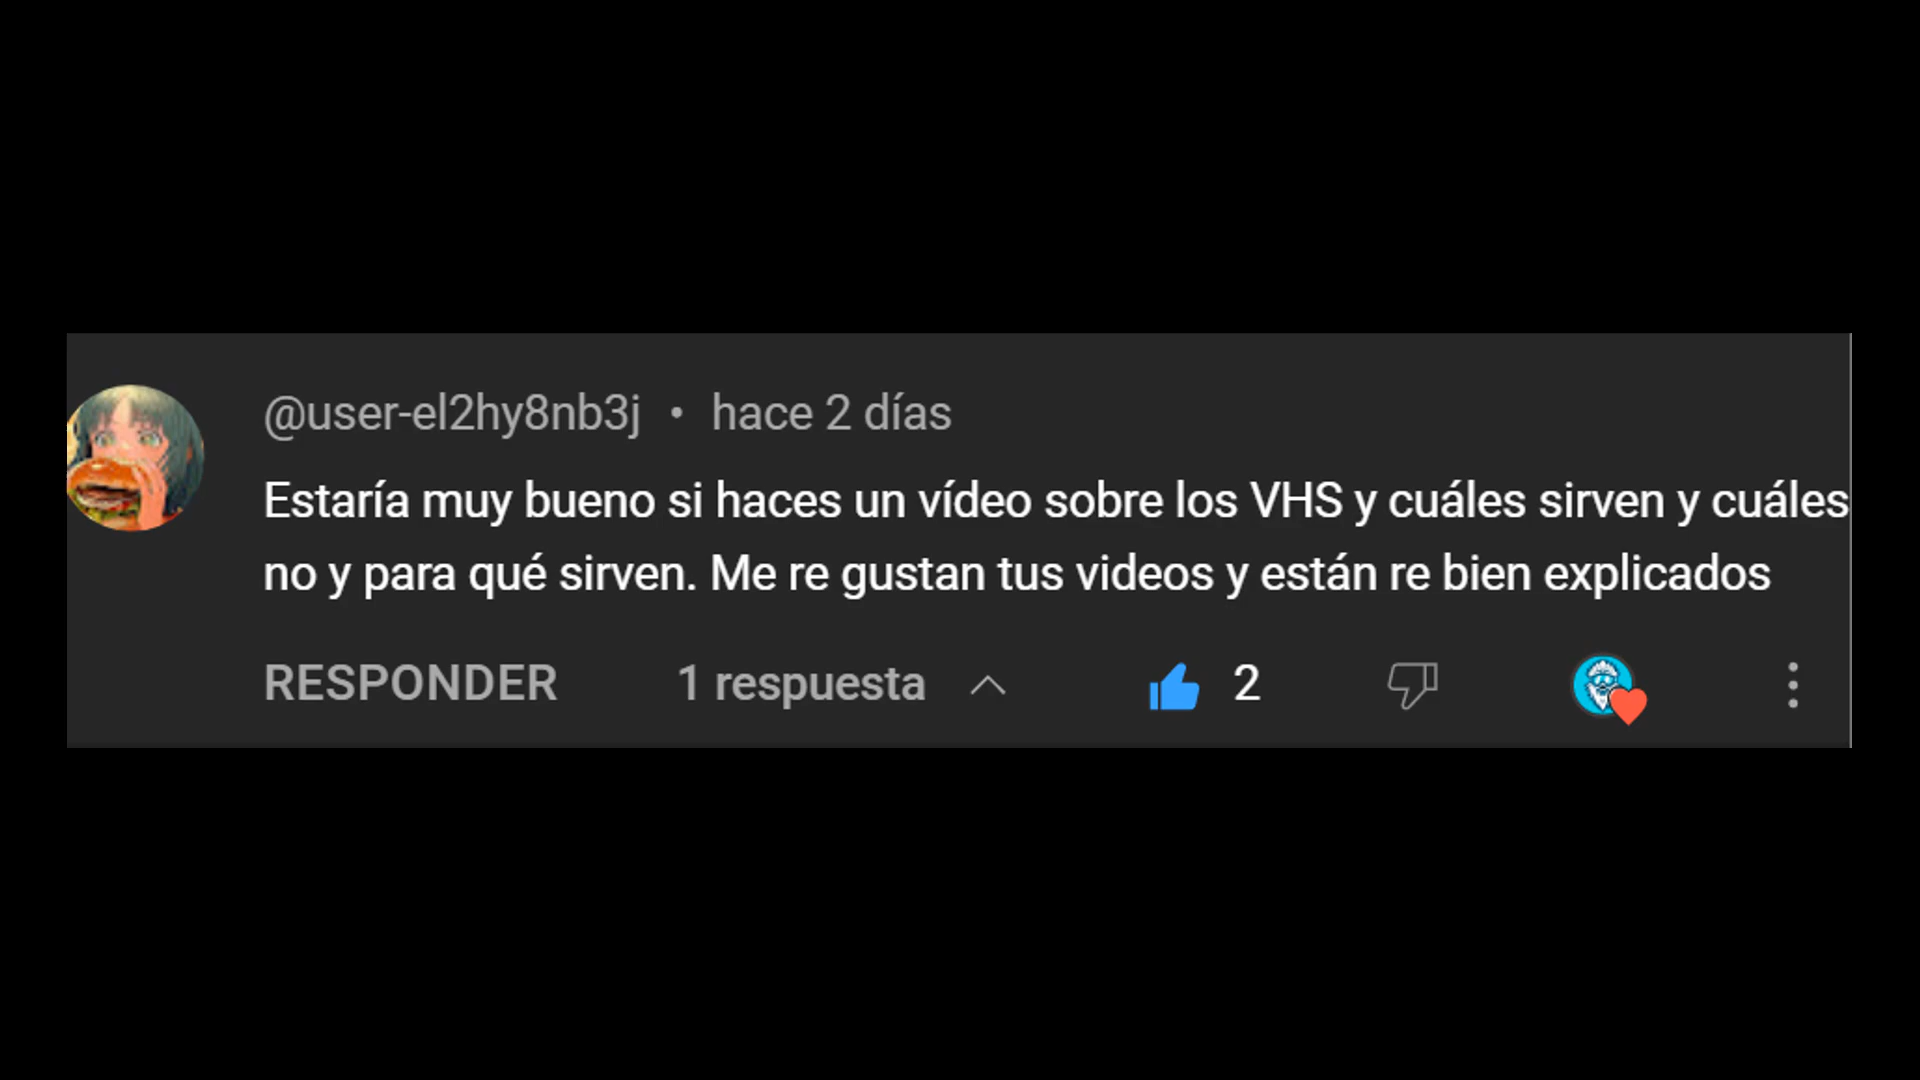 @user-el2hy8nb3j • hace 2 días
Estaría muy bueno si haces un vídeo sobre los VHS y cuáles sirven y cuáles
no y para qué sirven. Me re gustan tus videos y están re bien explicados
RESPONDER 1 respuesta 2